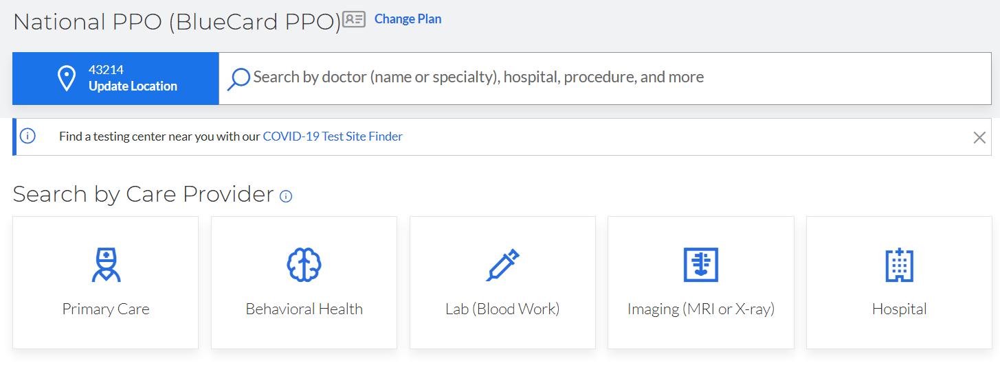 National PPO (BlueCard PPO) Change Plan
43214
Update Location
Search by doctor (name or specialty), hospital, procedure, and more
Find a testing center near you with our COVID-19 Test Site Finder
Search by Care Provider
Primary Care
Behavioral Health
Lab (Blood Work)
Imaging (MRI or X-ray)
Hospital